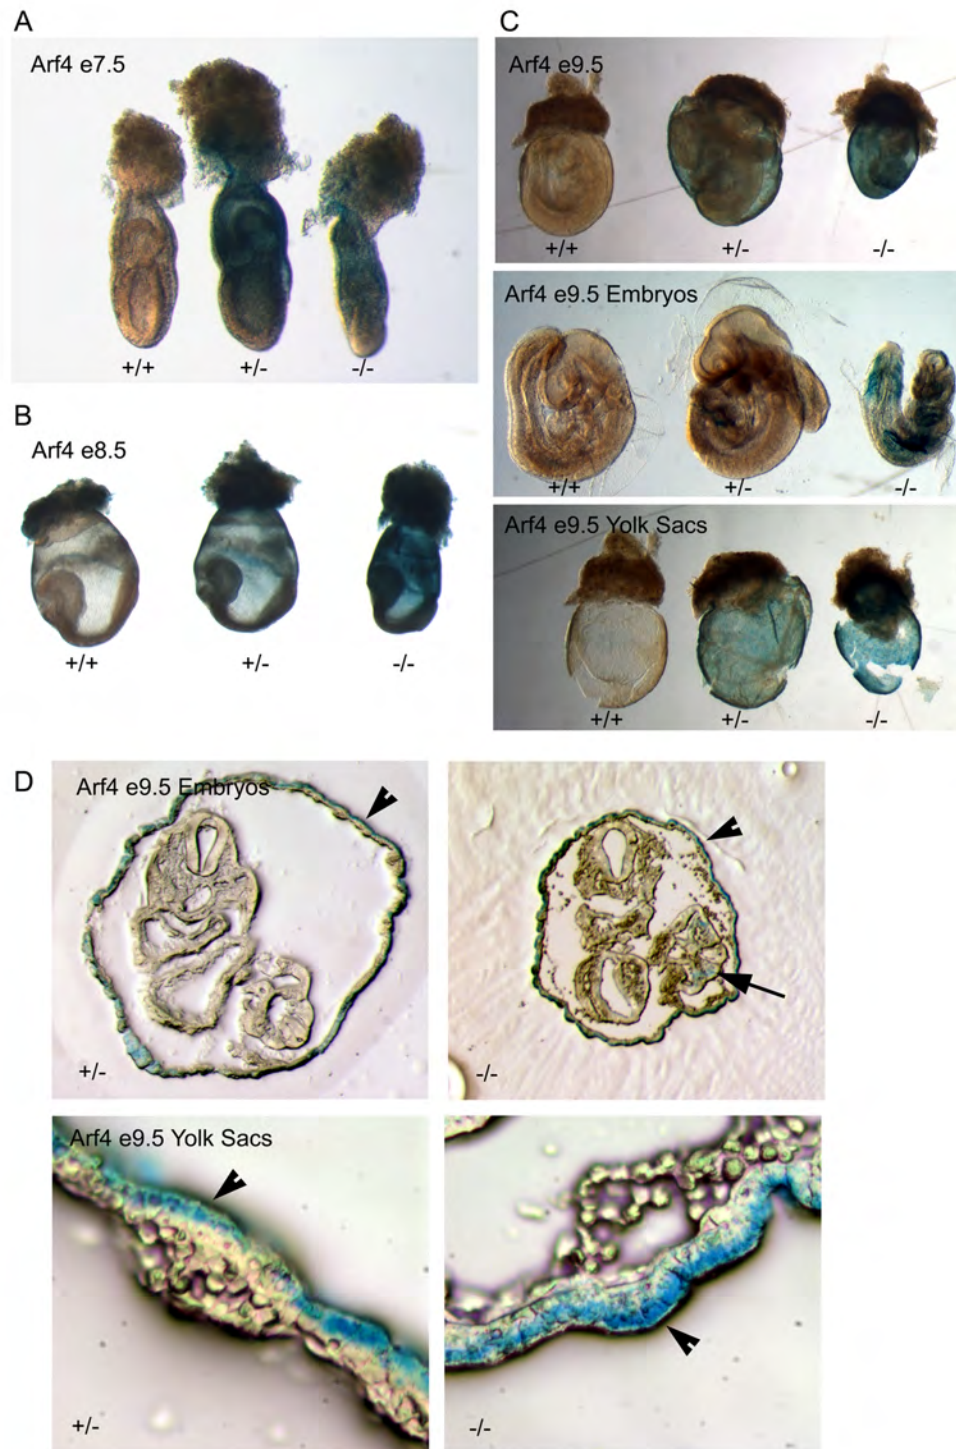 A
Arf4 e7.5
+/+
+/-
-/-
B
Arf4 e8.5
+/+
+/-
-/-
C
Arf4 e9.5
+/+
+/-
-/-
Arf4 e9.5 Embryos
+/+
+/-
-/-
Arf4 e9.5 Yolk Sacs
+/+
+/-
-/-
D
Arf4 e9.5 Embryos
+/-
-/-
Arf4 e9.5 Yolk Sacs
+/-
-/-